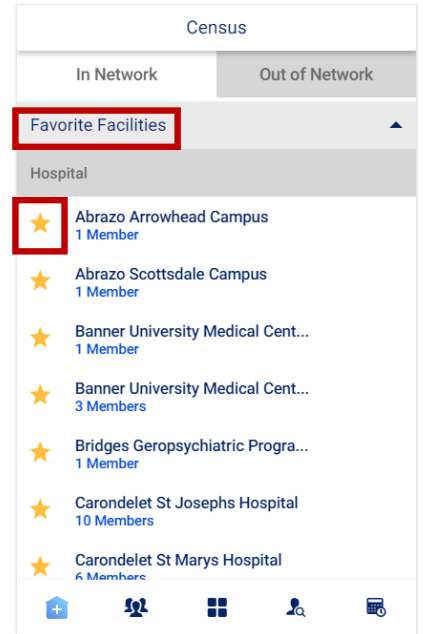 Census
In Network
Out of Network
Favorite Facilities
Hospital
Abrazo Arrowhead Campus
1 Member
Abrazo Scottsdale Campus
1 Member
Banner University Medical Cent...
1 Member
Banner University Medical Cent...
3 Members
Bridges Geropsychiatric Progra...
1 Member
Carondelet St Josephs Hospital
10 Members
Carondelet St Marys Hospital
6 Members